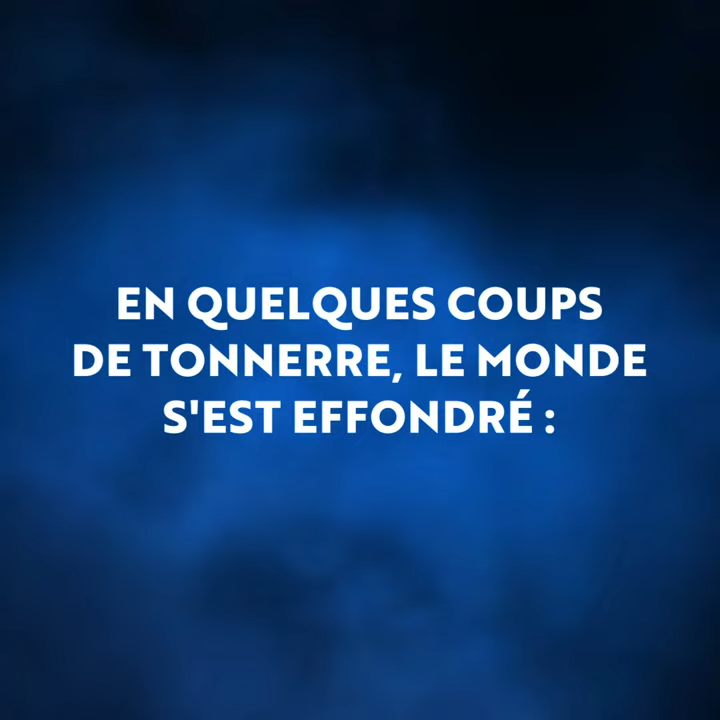 EN QUELQUES COUPS
DE TONNERRE, LE MONDE
S'EST EFFONDRÉ :